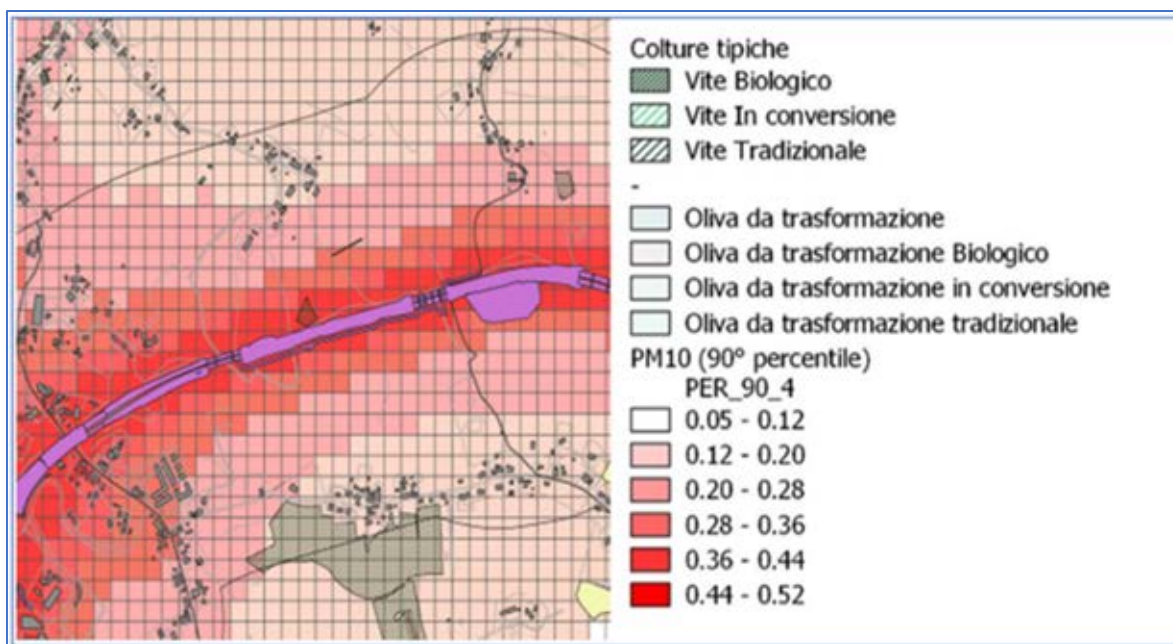 Colture tipiche
Vite Biologico
Vite In conversione
Vite Tradizionale
-
Oliva da trasformazione
Oliva da trasformazione Biologico
Oliva da trasformazione in conversione
Oliva da trasformazione tradizionale
PM10 (90° percentile)
PER_90_4
0.05 - 0.12
0.12 - 0.20
0.20 - 0.28
0.28 - 0.36
0.36 - 0.44
0.44 - 0.52